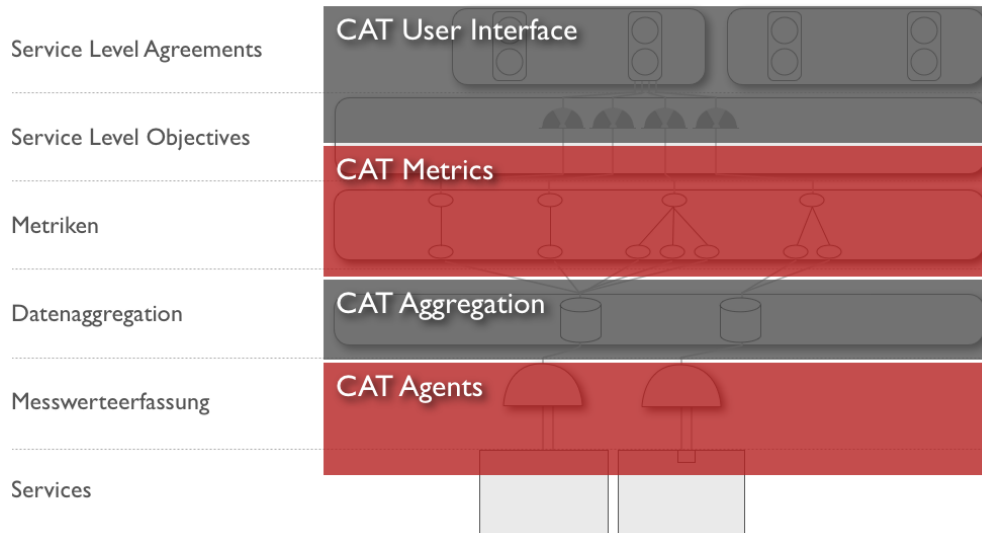 Service Level Agreements
CAT User Interface
Service Level Objectives
CAT Metrics
Metriken
Datenaggregation
CAT Aggregation
Messwerteerfassung
CAT Agents
Services